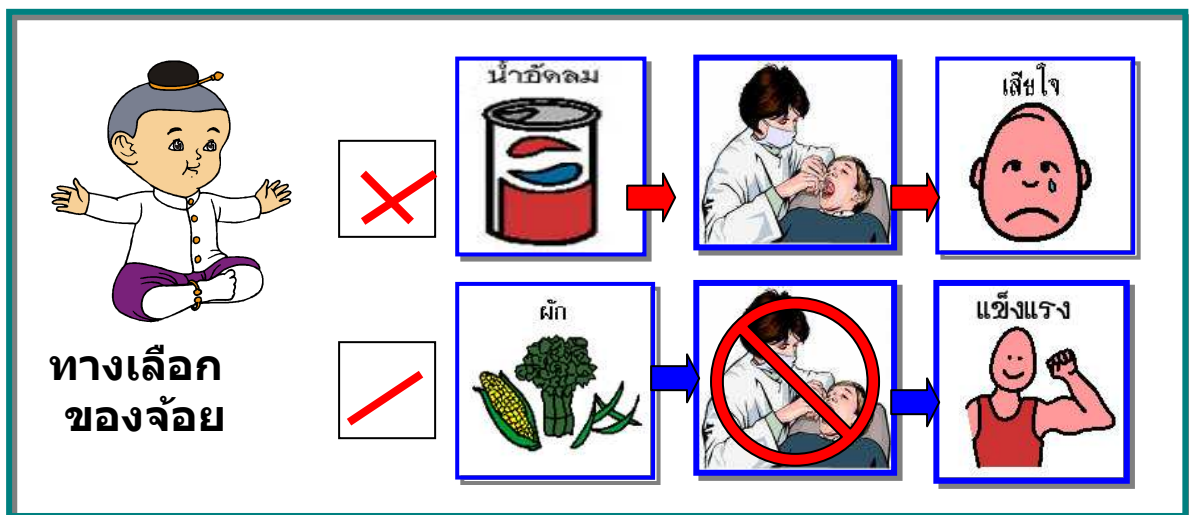 น้ำอัดลม
เสียใจ
ผัก
แข็งแรง
ทางเลือก
ของจ้อย